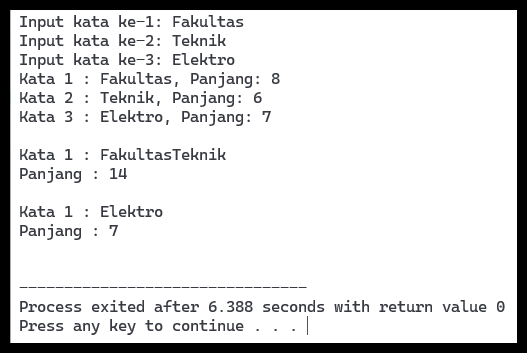 Input kata ke-1: Fakultas
Input kata ke-2: Teknik
Input kata ke-3: Elektro
Kata 1 : Fakultas, Panjang: 8
Kata 2 : Teknik, Panjang: 6
Kata 3 : Elektro, Panjang: 7
Kata 1 : FakultasTeknik
Panjang : 14
Kata 1 : Elektro
Panjang : 7
--------------------------------
Process exited after 6.388 seconds with return value 0
Press any key to continue . . .